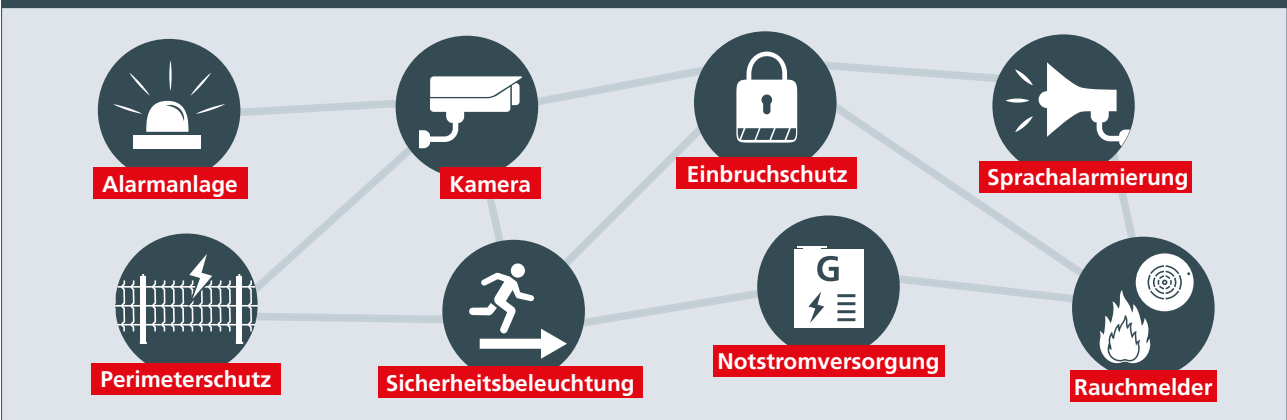 Alarmanlage
Kamera
Einbruchschutz
Sprachalarmierung
G
Perimeterschutz
Sicherheitsbeleuchtung
Notstromversorgung
Rauchmelder